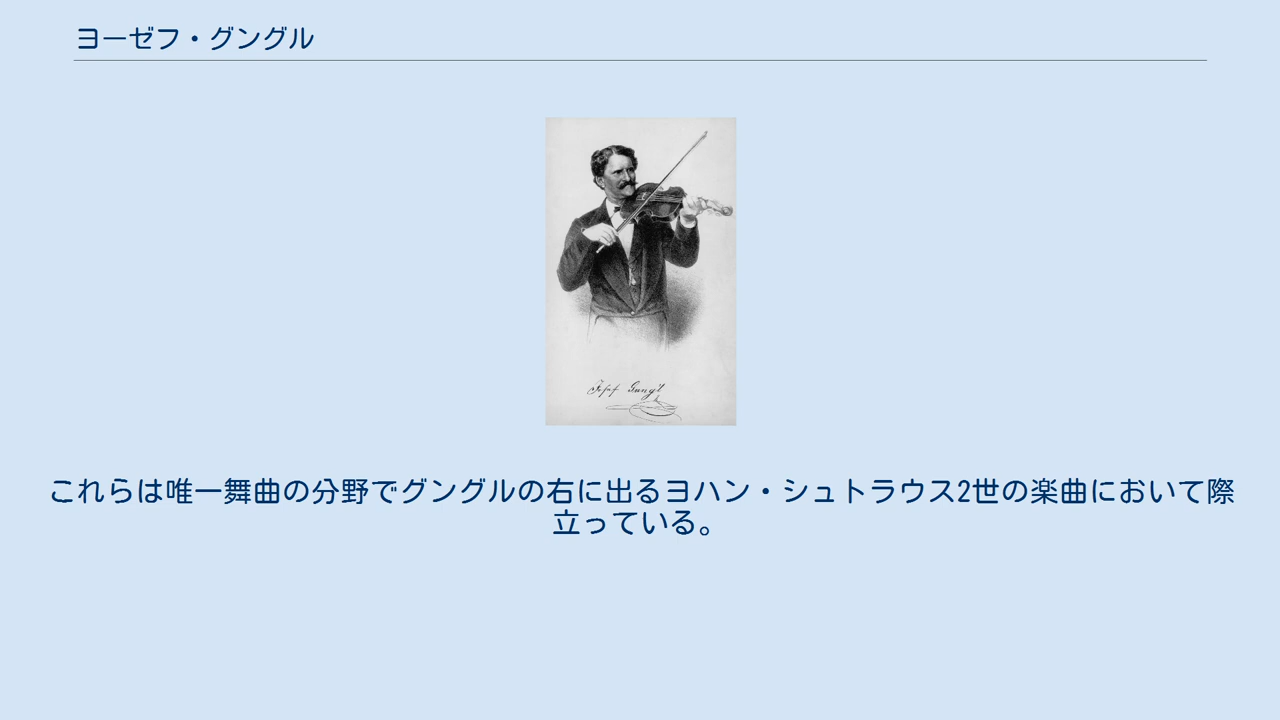 ヨーゼフ・グングル
Josef Gungl
これらは唯一舞曲の分野でグングルの右に出るヨハン・シュトラウス2世の楽曲において際
立っている。